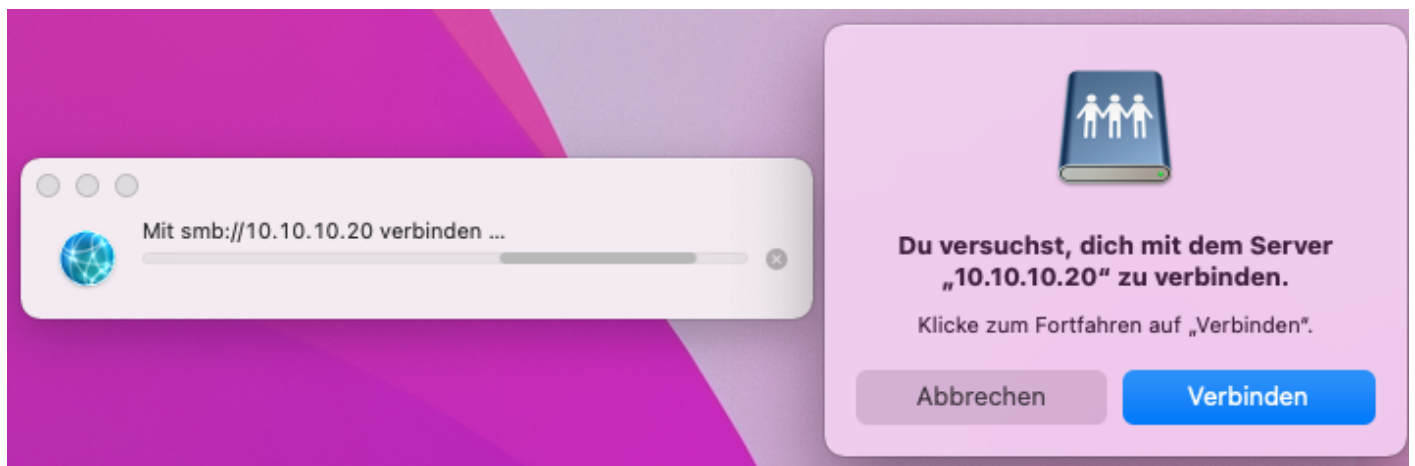 Mit smb://10.10.10.20 verbinden ...
Du versuchst, dich mit dem Server
„10.10.10.20“ zu verbinden.
Klicke zum Fortfahren auf „Verbinden“.
Abbrechen
Verbinden